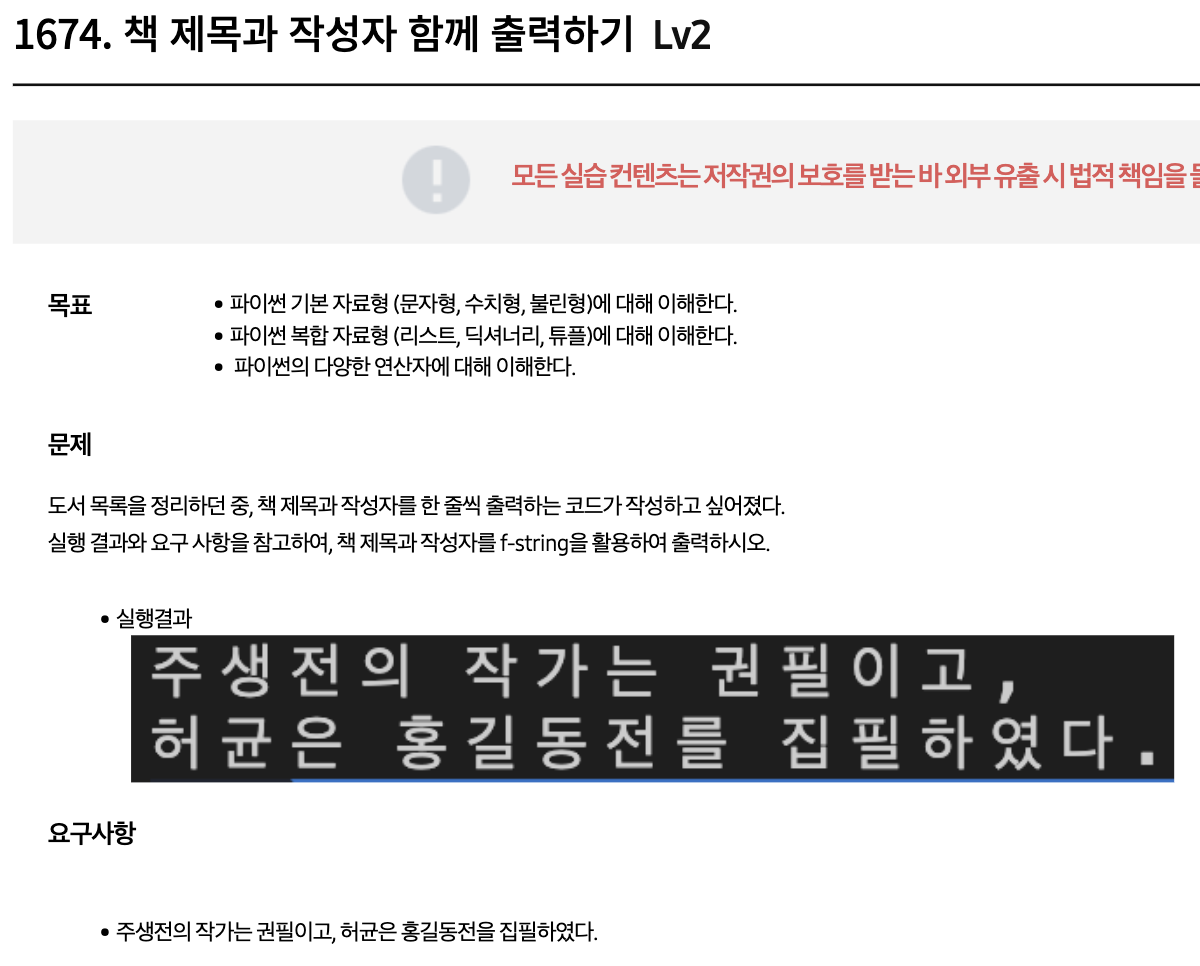 1674. 책 제목과 작성자 함께 출력하기 Lv2
모든 실습 컨텐츠는 저작권의 보호를 받는 바 외부 유출 시 법적 책임을
목표
• 파이썬 기본 자료형 (문자형, 수치형, 불린형)에 대해 이해한다.
• 파이썬 복합 자료형 (리스트, 딕셔너리, 튜플)에 대해 이해한다.
• 파이썬의 다양한 연산자에 대해 이해한다.
문제
도서 목록을 정리하던 중, 책 제목과 작성자를 한 줄씩 출력하는 코드가 작성하고 싶어졌다.
실행 결과와 요구 사항을 참고하여, 책 제목과 작성자를 f-string을 활용하여 출력하시오.
• 실행결과
주생전의 작가는 권필이고,
허균은 홍길동전를 집필하였다.
요구사항
• 주생전의 작가는 권필이고, 허균은 홍길동전을 집필하였다.